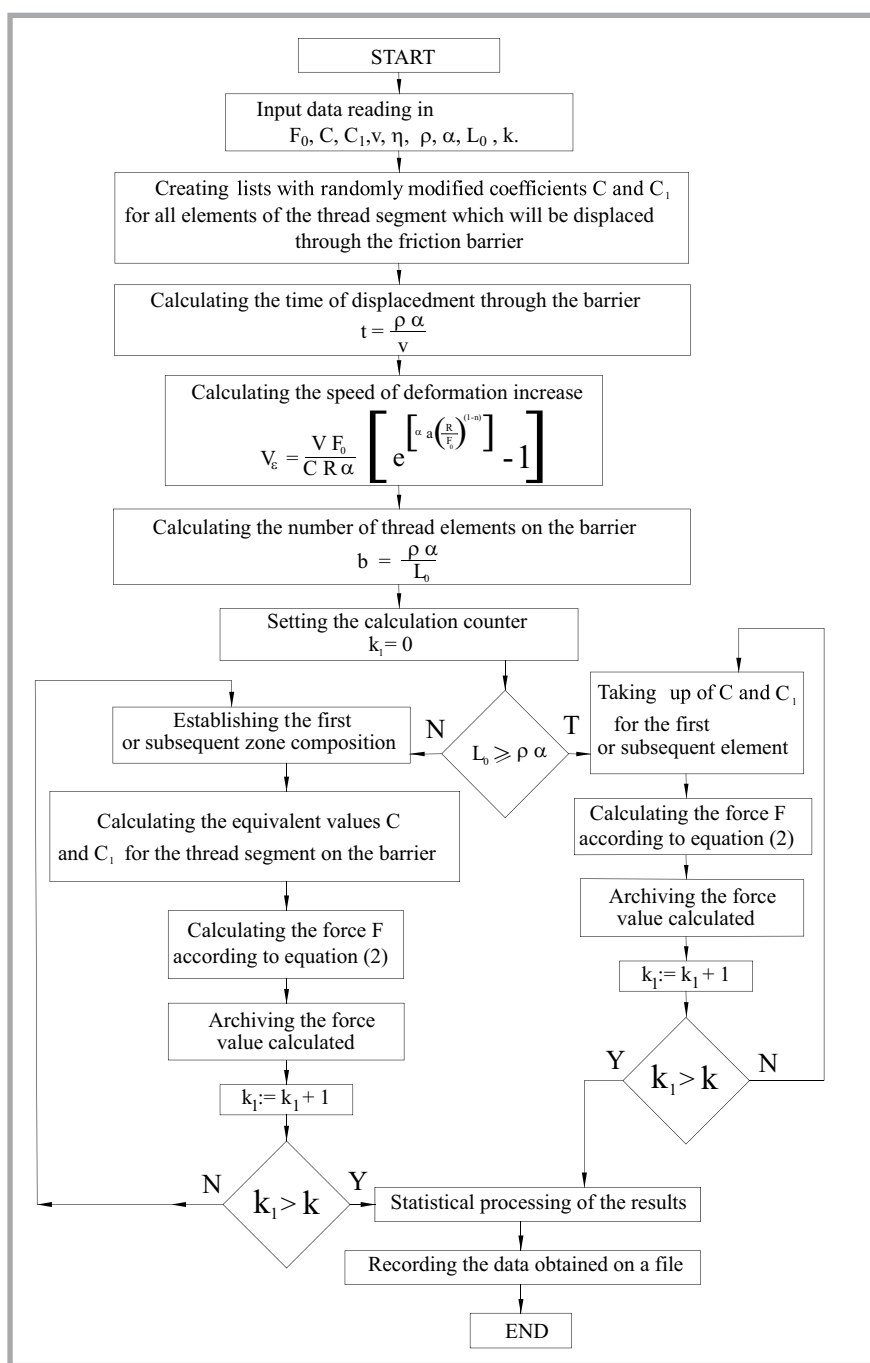 START
Input data reading in
F₀, C, C₁,v, η, ρ, α, L₀ , k.
Creating lists with randomly modified coefficients C and C₁
for all elements of the thread segment which will be displaced
through the friction barrier
Calculating the time of displacedment through the barrier
t = ρ α / v
Calculating the speed of deformation increase
V_ε = V F₀ / C R α [ e^[α a (R/F₀)^(1-n)] - 1 ]
Calculating the number of thread elements on the barrier
b = ρ α / L₀
Setting the calculation counter
k₁= 0
L₀ ⩾ ρ α
N
T
Establishing the first
or subsequent zone composition
Calculating the equivalent values C
and C₁ for the thread segment on the barrier
Calculating the force F
according to equation (2)
Archiving the force
value calculated
k₁:= k₁ + 1
k₁ > k
N
Y
Taking up of C and C₁
for the first
or subsequent element
Calculating the force F
according to equation (2)
Archiving the force
value calculated
k₁:= k₁ + 1
k₁ > k
Y
N
Statistical processing of the results
Recording the data obtained on a file
END